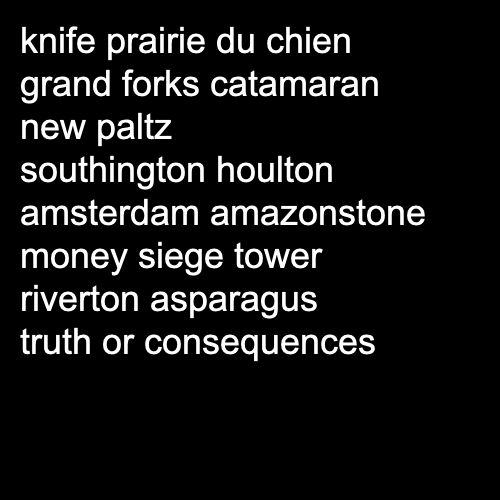 knife prairie du chien
grand forks catamaran
new paltz
southington houlton
amsterdam amazonstone
money siege tower
riverton asparagus
truth or consequences